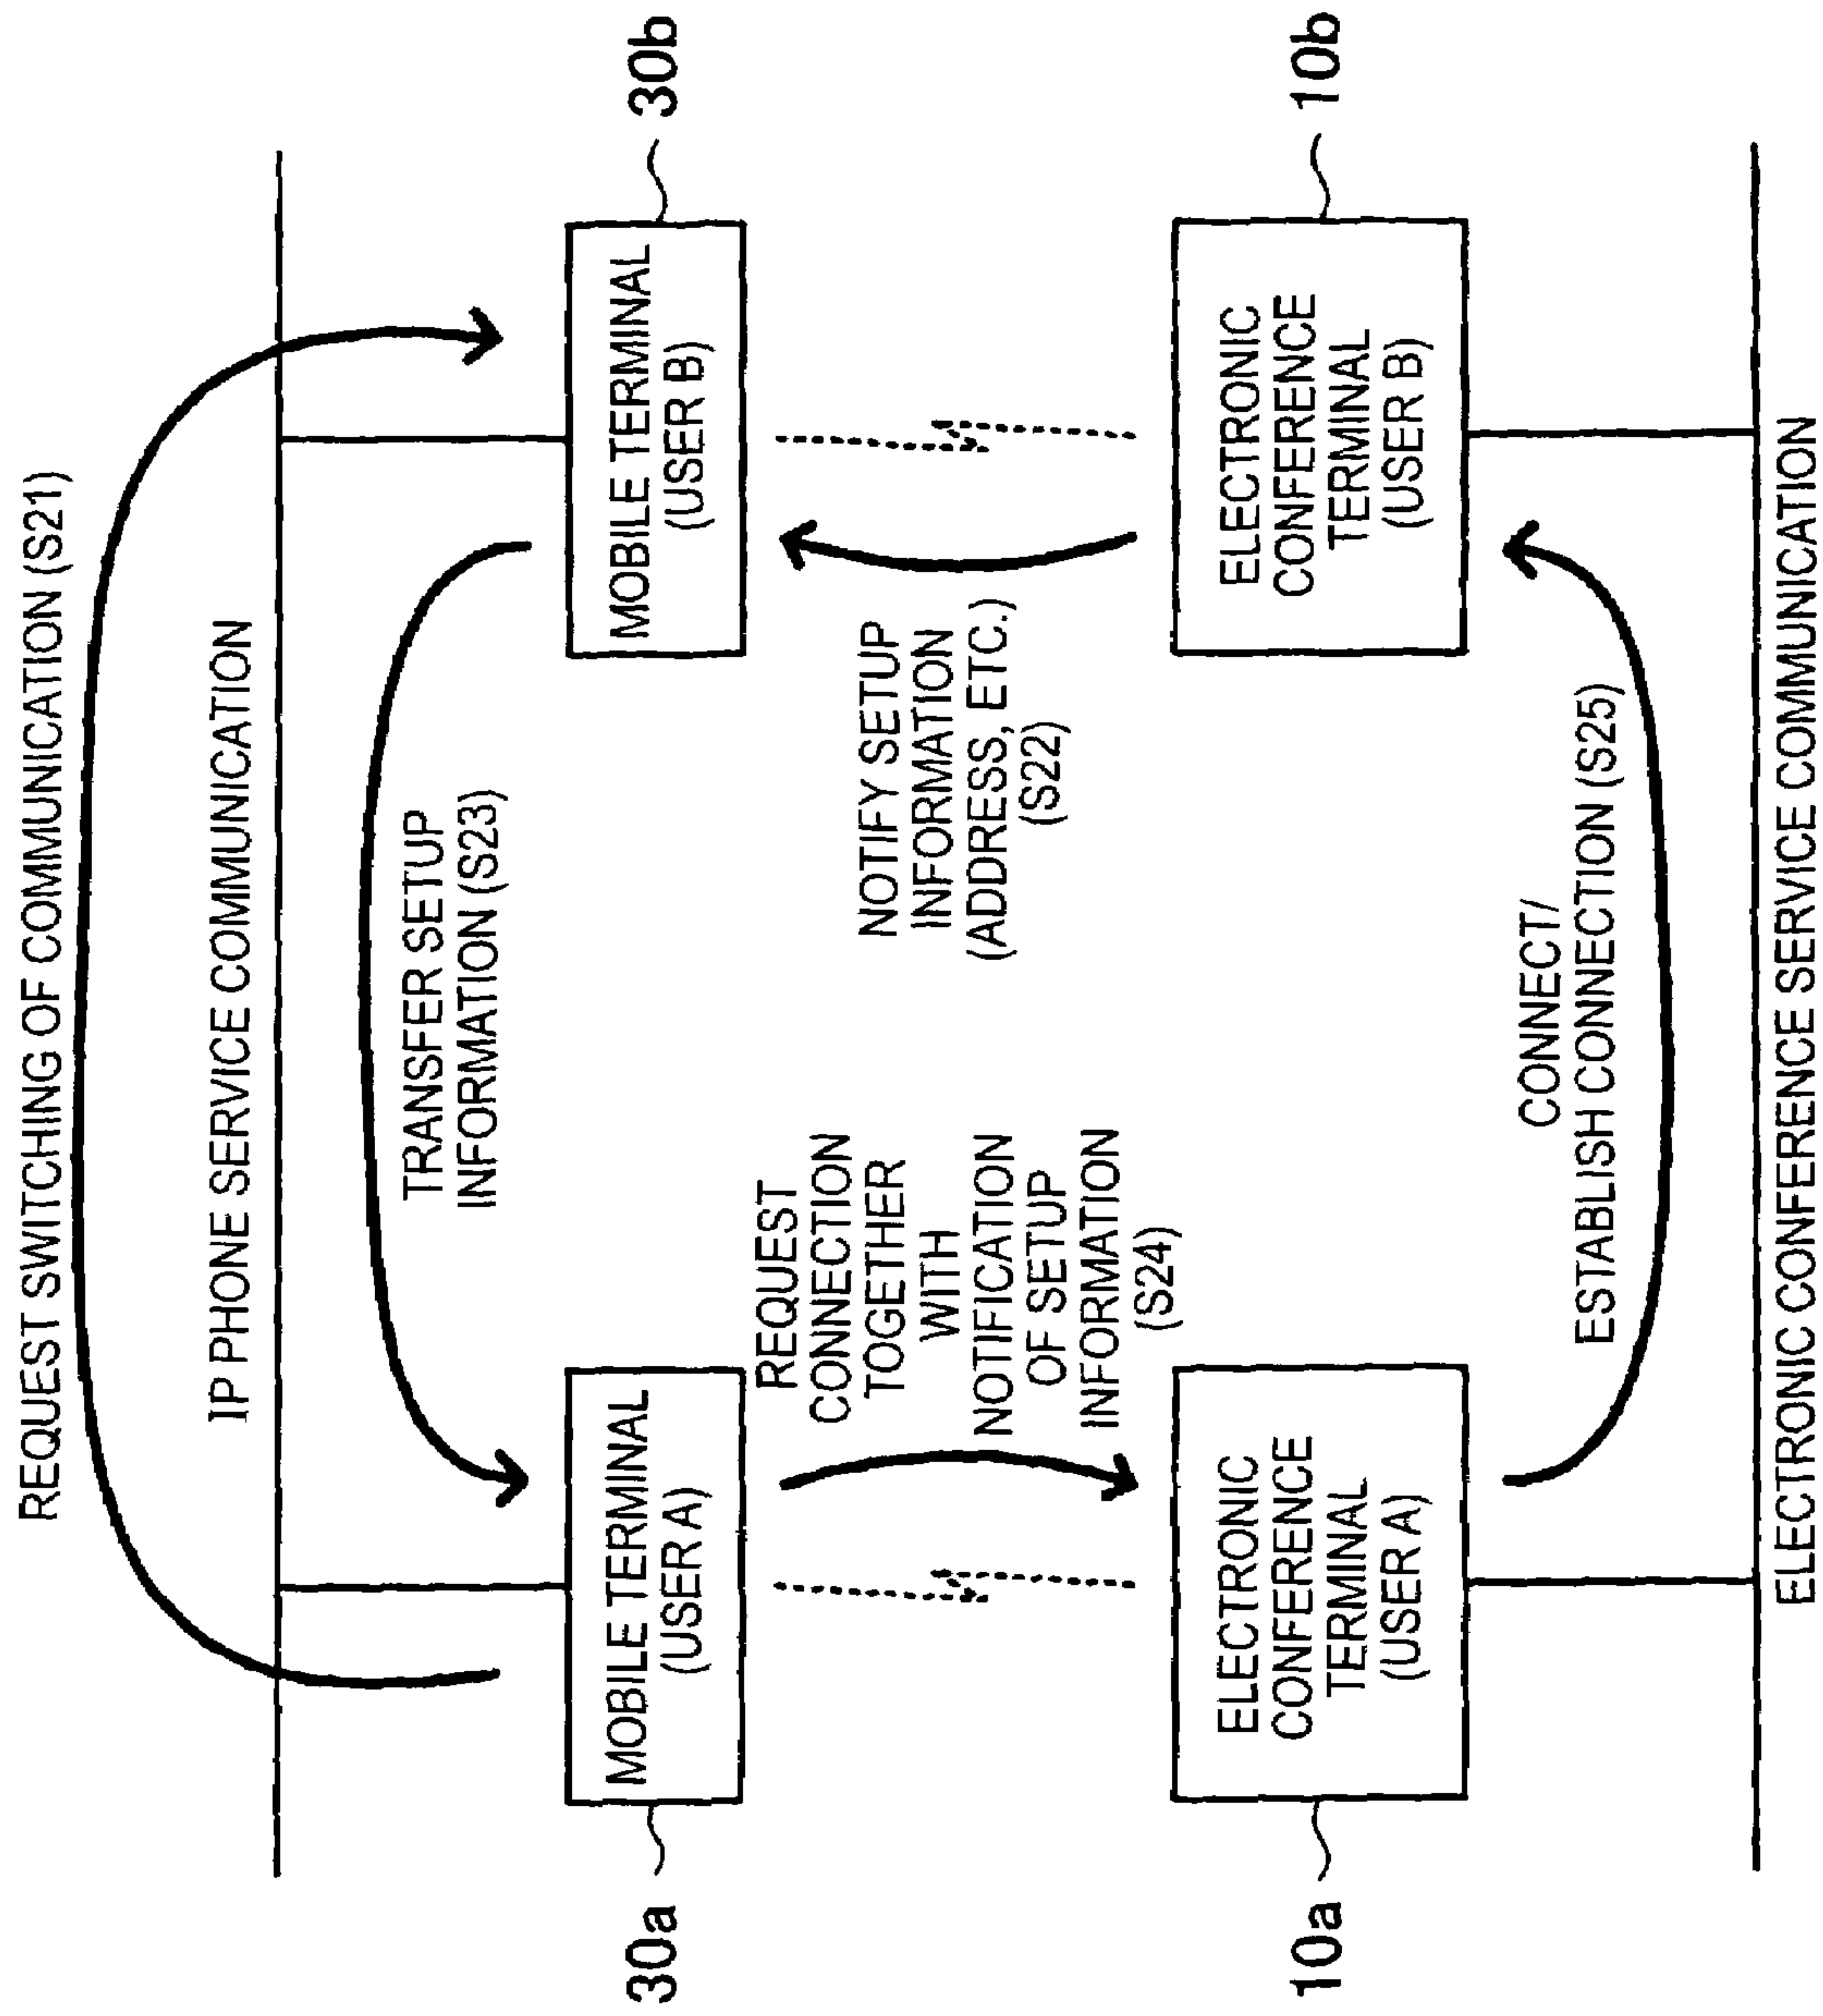 REQUEST SWITCHING OF COMMUNICATION (S21)
IP PHONE SERVICE COMMUNICATION
TRANSFER SETUP
INFORMATION (S23)
30a
MOBILE TERMINAL
(USER A)
MOBILE TERMINAL
(USER B)
30b
REQUEST
CONNECTION
TOGETHER
WITH
NOTIFICATION
OF SETUP
INFORMATION
(S24)
NOTIFY SETUP
INFORMATION
(ADDRESS, ETC.)
(S22)
10a
ELECTRONIC
CONFERENCE
TERMINAL
(USER A)
ELECTRONIC
CONFERENCE
TERMINAL
(USER B)
10b
CONNECT/
ESTABLISH CONNECTION (S25)
ELECTRONIC CONFERENCE SERVICE COMMUNICATION